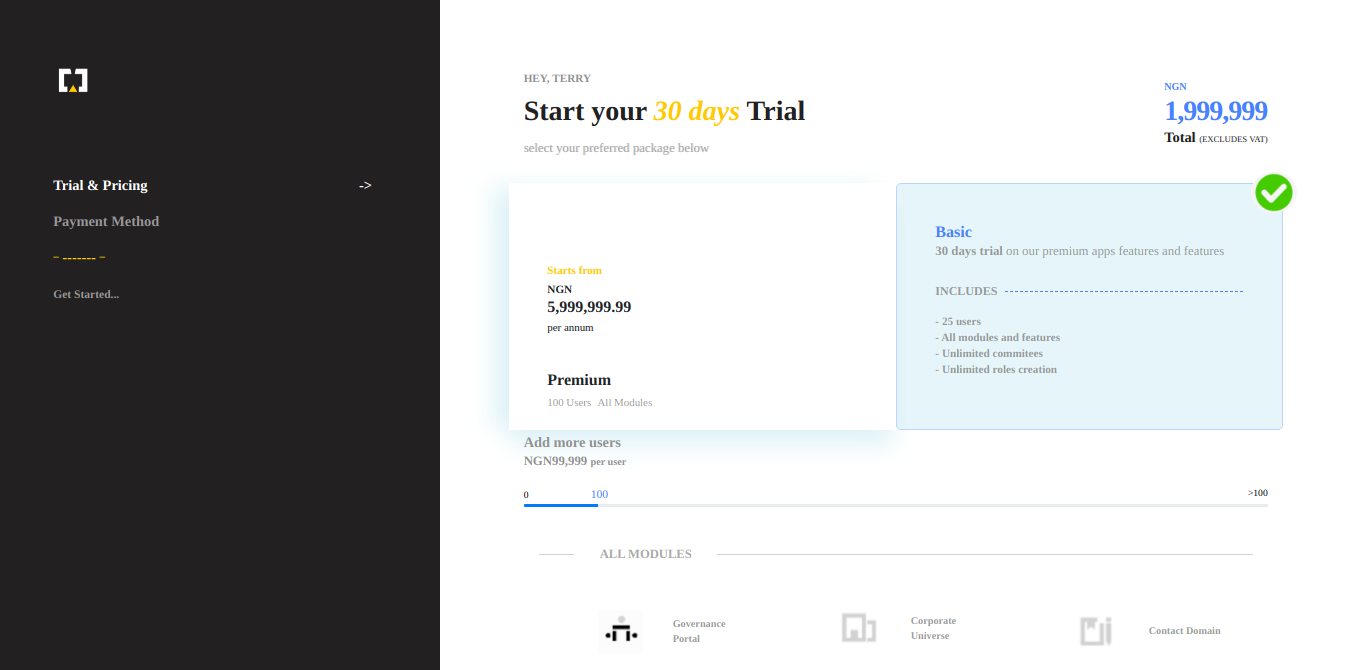 Trial & Pricing ->
Payment Method
- ------- -
Get Started...
HEY, TERRY
Start your 30 days Trial
select your preferred package below
NGN
1,999,999
Total (EXCLUDES VAT)
Starts from
NGN
5,999,999.99
per annum
Premium
100 Users All Modules
Basic
30 days trial on our premium apps features and features
INCLUDES
- 25 users
- All modules and features
- Unlimited commitees
- Unlimited roles creation
Add more users
NGN99,999 per user
0 100 >100
ALL MODULES
Governance
Portal
Corporate
Universe
Contact Domain